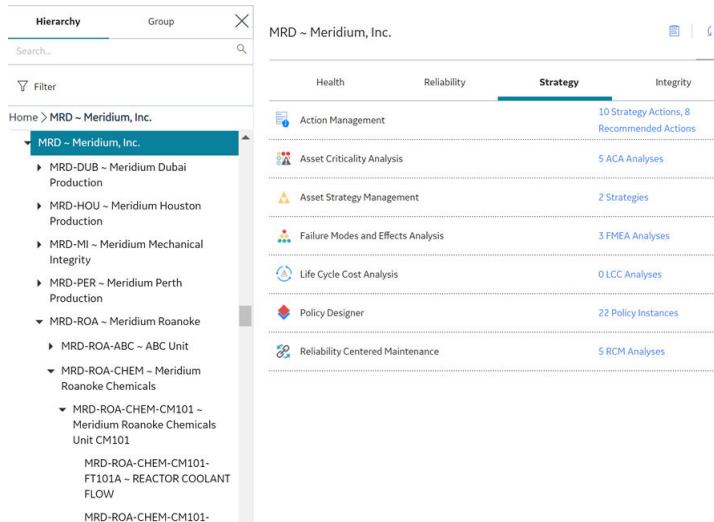 Hierarchy
Group
Search...
Filter
Home > MRD ~ Meridium, Inc.
MRD ~ Meridium, Inc.
MRD-DUB ~ Meridium Dubai
Production
MRD-HOU ~ Meridium Houston
Production
MRD-MI ~ Meridium Mechanical
Integrity
MRD-PER ~ Meridium Perth
Production
MRD-ROA ~ Meridium Roanoke
MRD-ROA-ABC ~ ABC Unit
MRD-ROA-CHEM ~ Meridium
Roanoke Chemicals
MRD-ROA-CHEM-CM101 ~
Meridium Roanoke Chemicals
Unit CM101
MRD-ROA-CHEM-CM101-
FT101A ~ REACTOR COOLANT
FLOW
MRD-ROA-CHEM-CM101-
MRD ~ Meridium, Inc.
Health
Reliability
Strategy
Integrity
Action Management
10 Strategy Actions, 8
Recommended Actions
Asset Criticality Analysis
5 ACA Analyses
Asset Strategy Management
2 Strategies
Failure Modes and Effects Analysis
3 FMEA Analyses
Life Cycle Cost Analysis
0 LCC Analyses
Policy Designer
22 Policy Instances
Reliability Centered Maintenance
5 RCM Analyses